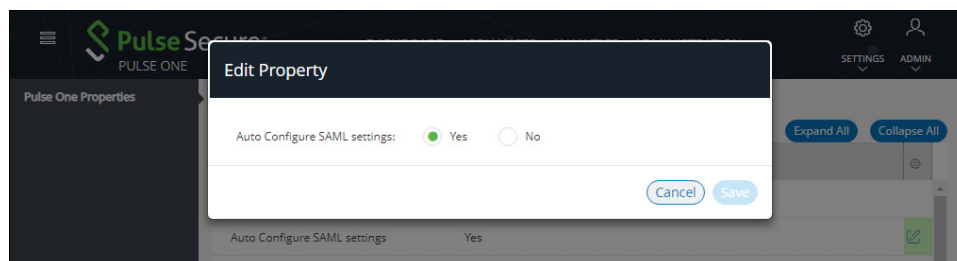 Pulse Secure
PULSE ONE
SETTINGS
ADMIN
Pulse One Properties
Edit Property
Auto Configure SAML settings:
Yes
No
Expand All
Collapse All
Cancel
Save
Auto Configure SAML settings
Yes